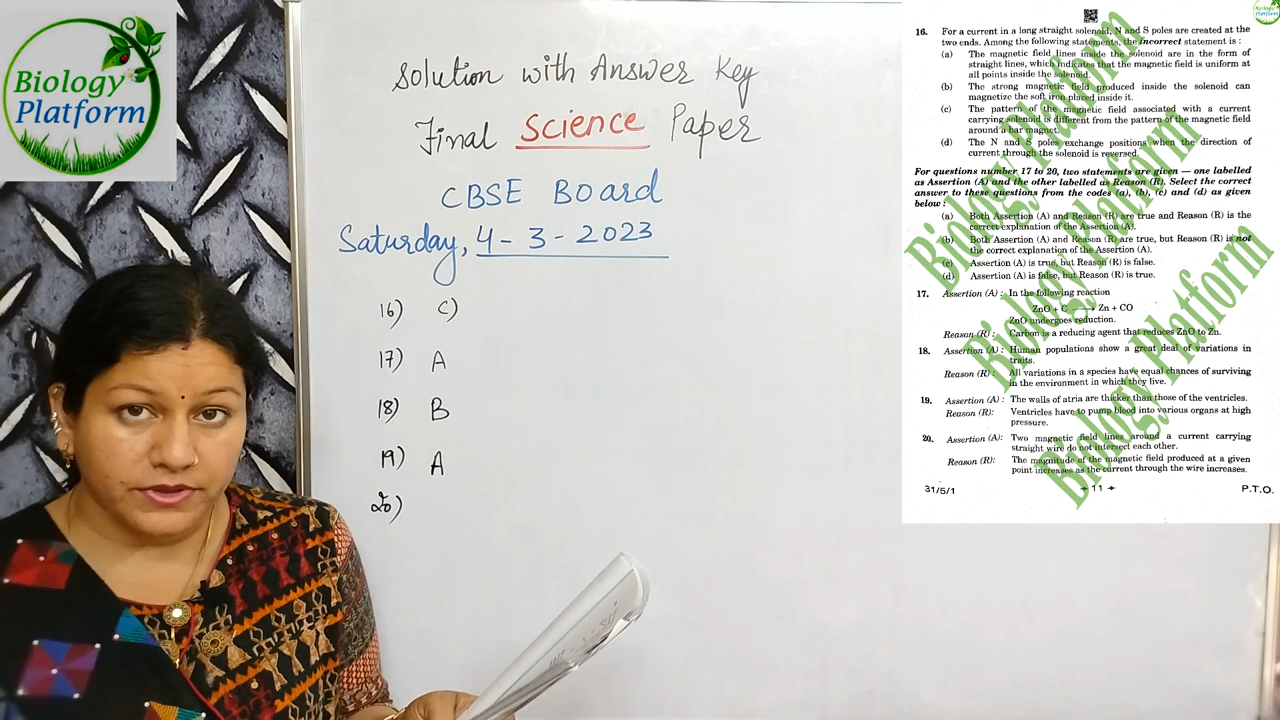 Biology
Platform
Solution with Answer Key
Final Science Paper
CBSE Board
Saturday, 4-3-2023
16) C)
17) A
18) B
19) A
20)
Biology
Platform
16. For a current in a long straight solenoid, N and S poles are created at the
two ends. Among the following statements, the incorrect statement is :
(a) The magnetic field lines inside the solenoid are in the form of
straight lines, which indicates that the magnetic field is uniform at
all points inside the solenoid.
(b) The strong magnetic field produced inside the solenoid can
magnetize the soft iron placed inside it.
(c) The pattern of the magnetic field associated with a current
carrying solenoid is different from the pattern of the magnetic field
around a bar magnet.
(d) The N and S poles exchange positions when the direction of
current through the solenoid is reversed.
For questions number 17 to 20, two statements are given — one labelled
as Assertion (A) and the other labelled as Reason (R). Select the correct
answer to these questions from the codes (a), (b), (c) and (d) as given
below :
(a) Both Assertion (A) and Reason (R) are true and Reason (R) is the
correct explanation of the Assertion (A).
(b) Both Assertion (A) and Reason (R) are true, but Reason (R) is not
the correct explanation of the Assertion (A).
(c) Assertion (A) is true, but Reason (R) is false.
(d) Assertion (A) is false, but Reason (R) is true.
17. Assertion (A) : In the following reaction
ZnO + C ⟶ Zn + CO
ZnO undergoes reduction.
Reason (R) : Carbon is a reducing agent that reduces ZnO to Zn.
18. Assertion (A) : Human populations show a great deal of variations in
traits.
Reason (R) : All variations in a species have equal chances of surviving
in the environment in which they live.
19. Assertion (A) : The walls of atria are thicker than those of the ventricles.
Reason (R): Ventricles have to pump blood into various organs at high
pressure.
20. Assertion (A): Two magnetic field lines around a current carrying
straight wire do not intersect each other.
Reason (R): The magnitude of the magnetic field produced at a given
point increases as the current through the wire increases.
31/5/1 11 P.T.O.
Biology Platform
Biology Platform
Biology Platform